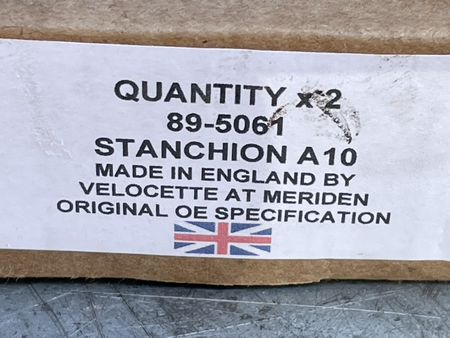 QUANTITY x 2
89-5061
STANCHION A10
MADE IN ENGLAND BY
VELOCETTE AT MERIDEN
ORIGINAL OE SPECIFICATION